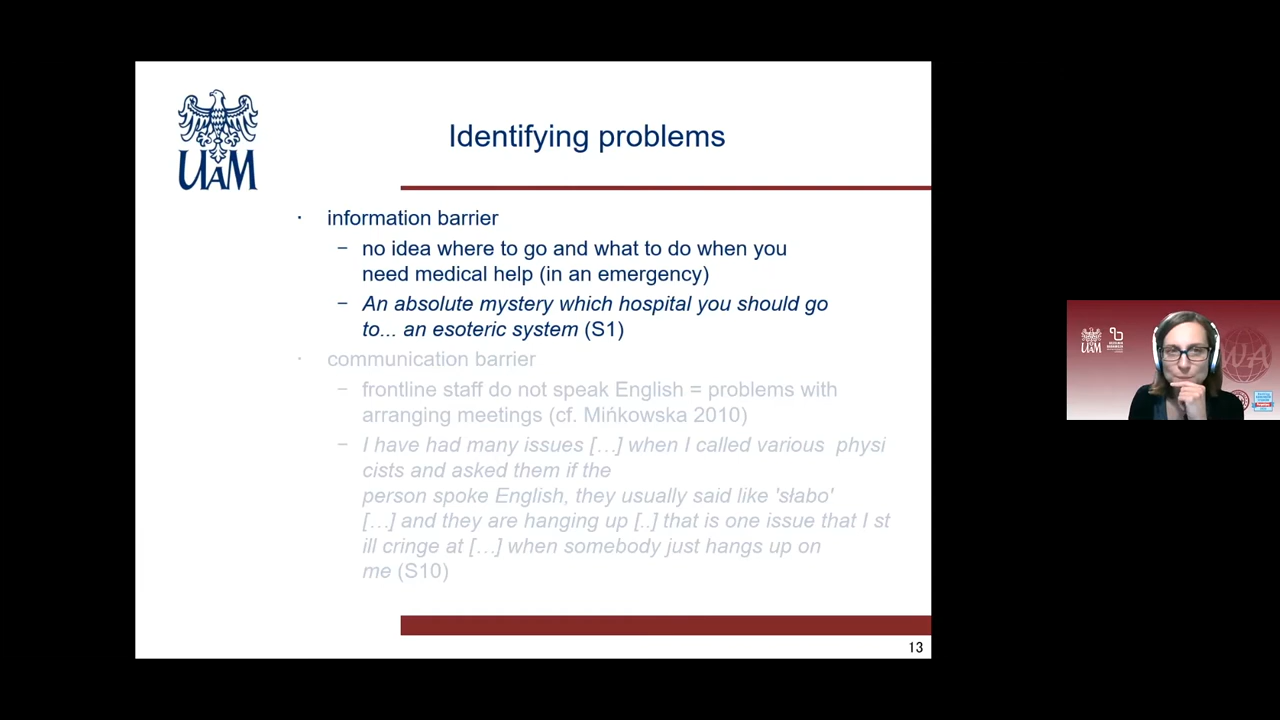 UAM
Identifying problems
· information barrier
− no idea where to go and what to do when you
need medical help (in an emergency)
− An absolute mystery which hospital you should go
to... an esoteric system (S1)
· communication barrier
− frontline staff do not speak English = problems with
arranging meetings (cf. Mińkowska 2010)
− I have had many issues […] when I called various  physi
cists and asked them if the
person spoke English, they usually said like 'słabo'
[…] and they are hanging up [..] that is one issue that I st
ill cringe at […] when somebody just hangs up on
me (S10)
13
UAM
WA